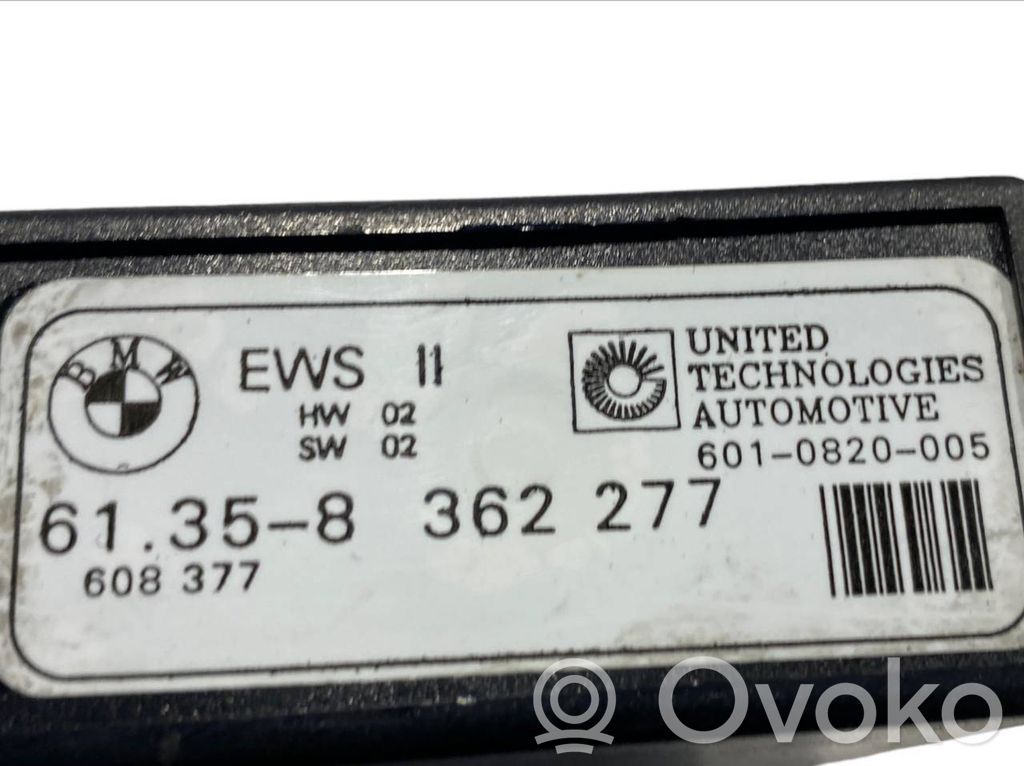 BMW
EWS II
HW 02
SW 02
UNITED
TECHNOLOGIES
AUTOMOTIVE
601-0820-005
61.35-8 362 277
608 377
Ovoko